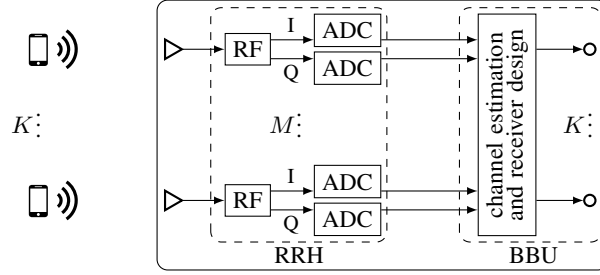 I
RF
ADC
Q
ADC
K⋮
M⋮
channel estimation
and receiver design
K⋮
I
RF
ADC
Q
ADC
RRH
BBU